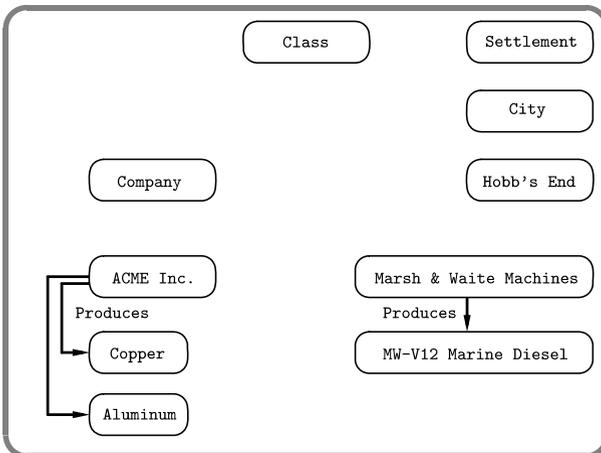 Class
Settlement
City
Company
Hobb's End
ACME Inc.
Marsh & Waite Machines
Produces
Produces
Copper
MW-V12 Marine Diesel
Aluminum